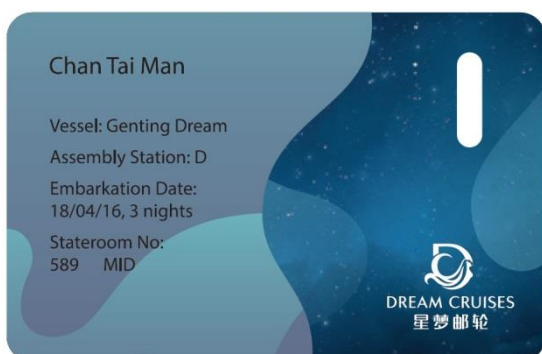 Chan Tai Man
Vessel: Genting Dream
Assembly Station: D
Embarkation Date:
18/04/16, 3 nights
Stateroom No:
589 MID
DREAM CRUISES
星梦邮轮